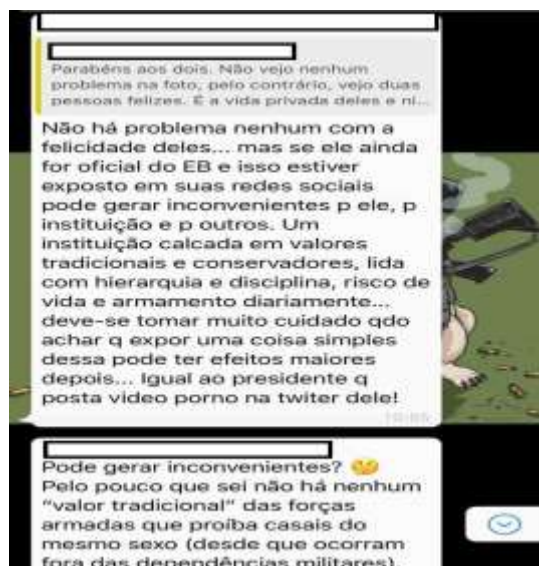 Parabéns aos dois. Não vejo nenhum
problema na foto, pelo contrário, vejo duas
pessoas felizes. E a vida privada deles e ni...
Não há problema nenhum com a
felicidade deles... mas se ele ainda
for oficial do EB e isso estiver
exposto em suas redes sociais
pode gerar inconvenientes p ele, p
instituição e p outros. Um
instituição calcada em valores
tradicionais e conservadores, lida
com hierarquia e disciplina, risco de
vida e armamento diariamente...
deve-se tomar muito cuidado qdo
achar q expor uma coisa simples
dessa pode ter efeitos maiores
depois... Igual ao presidente q
posta video porno na twiter dele!
Pode gerar inconvenientes? 🤔
Pelo pouco que sei não há nenhum
“valor tradicional” das forças
armadas que proíba casais do
mesmo sexo (desde que ocorram
fora das dependências militares)